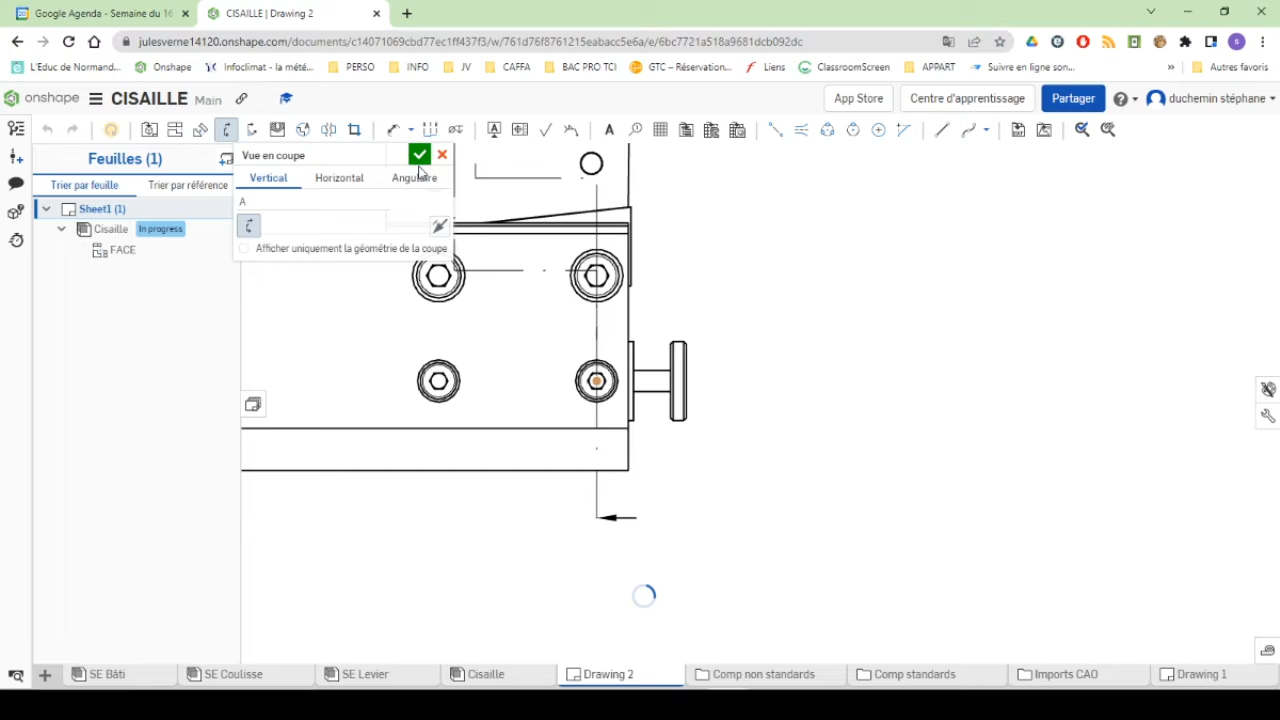 Google Agenda - Semaine du 16
CISAILLE | Drawing 2
julesverne14120.onshape.com/documents/c14071069cbd77ec1ff437f3/w/761d76f8761215eabacc5e6a/e/6bc7721a518a9681dcb092dc
L'Educ de Normand...
Onshape
Infoclimat - la mété...
PERSO
INFO
JV
CAFFA
BAC PRO TCI
GTC – Réservation...
Liens
ClassroomScreen
APPART
Suivre en ligne son...
»
Autres favoris
onshape
CISAILLE
Main
App Store
Centre d'apprentissage
Partager
duchemin stéphane
Feuilles (1)
Trier par feuille
Trier par référence
Sheet1 (1)
Cisaille
In progress
FACE
Vue en coupe
Vertical
Horizontal
Angulaire
A
Afficher uniquement la géométrie de la coupe
SE Bâti
SE Coulisse
SE Levier
Cisaille
Drawing 2
Comp non standards
Comp standards
Imports CAO
Drawing 1